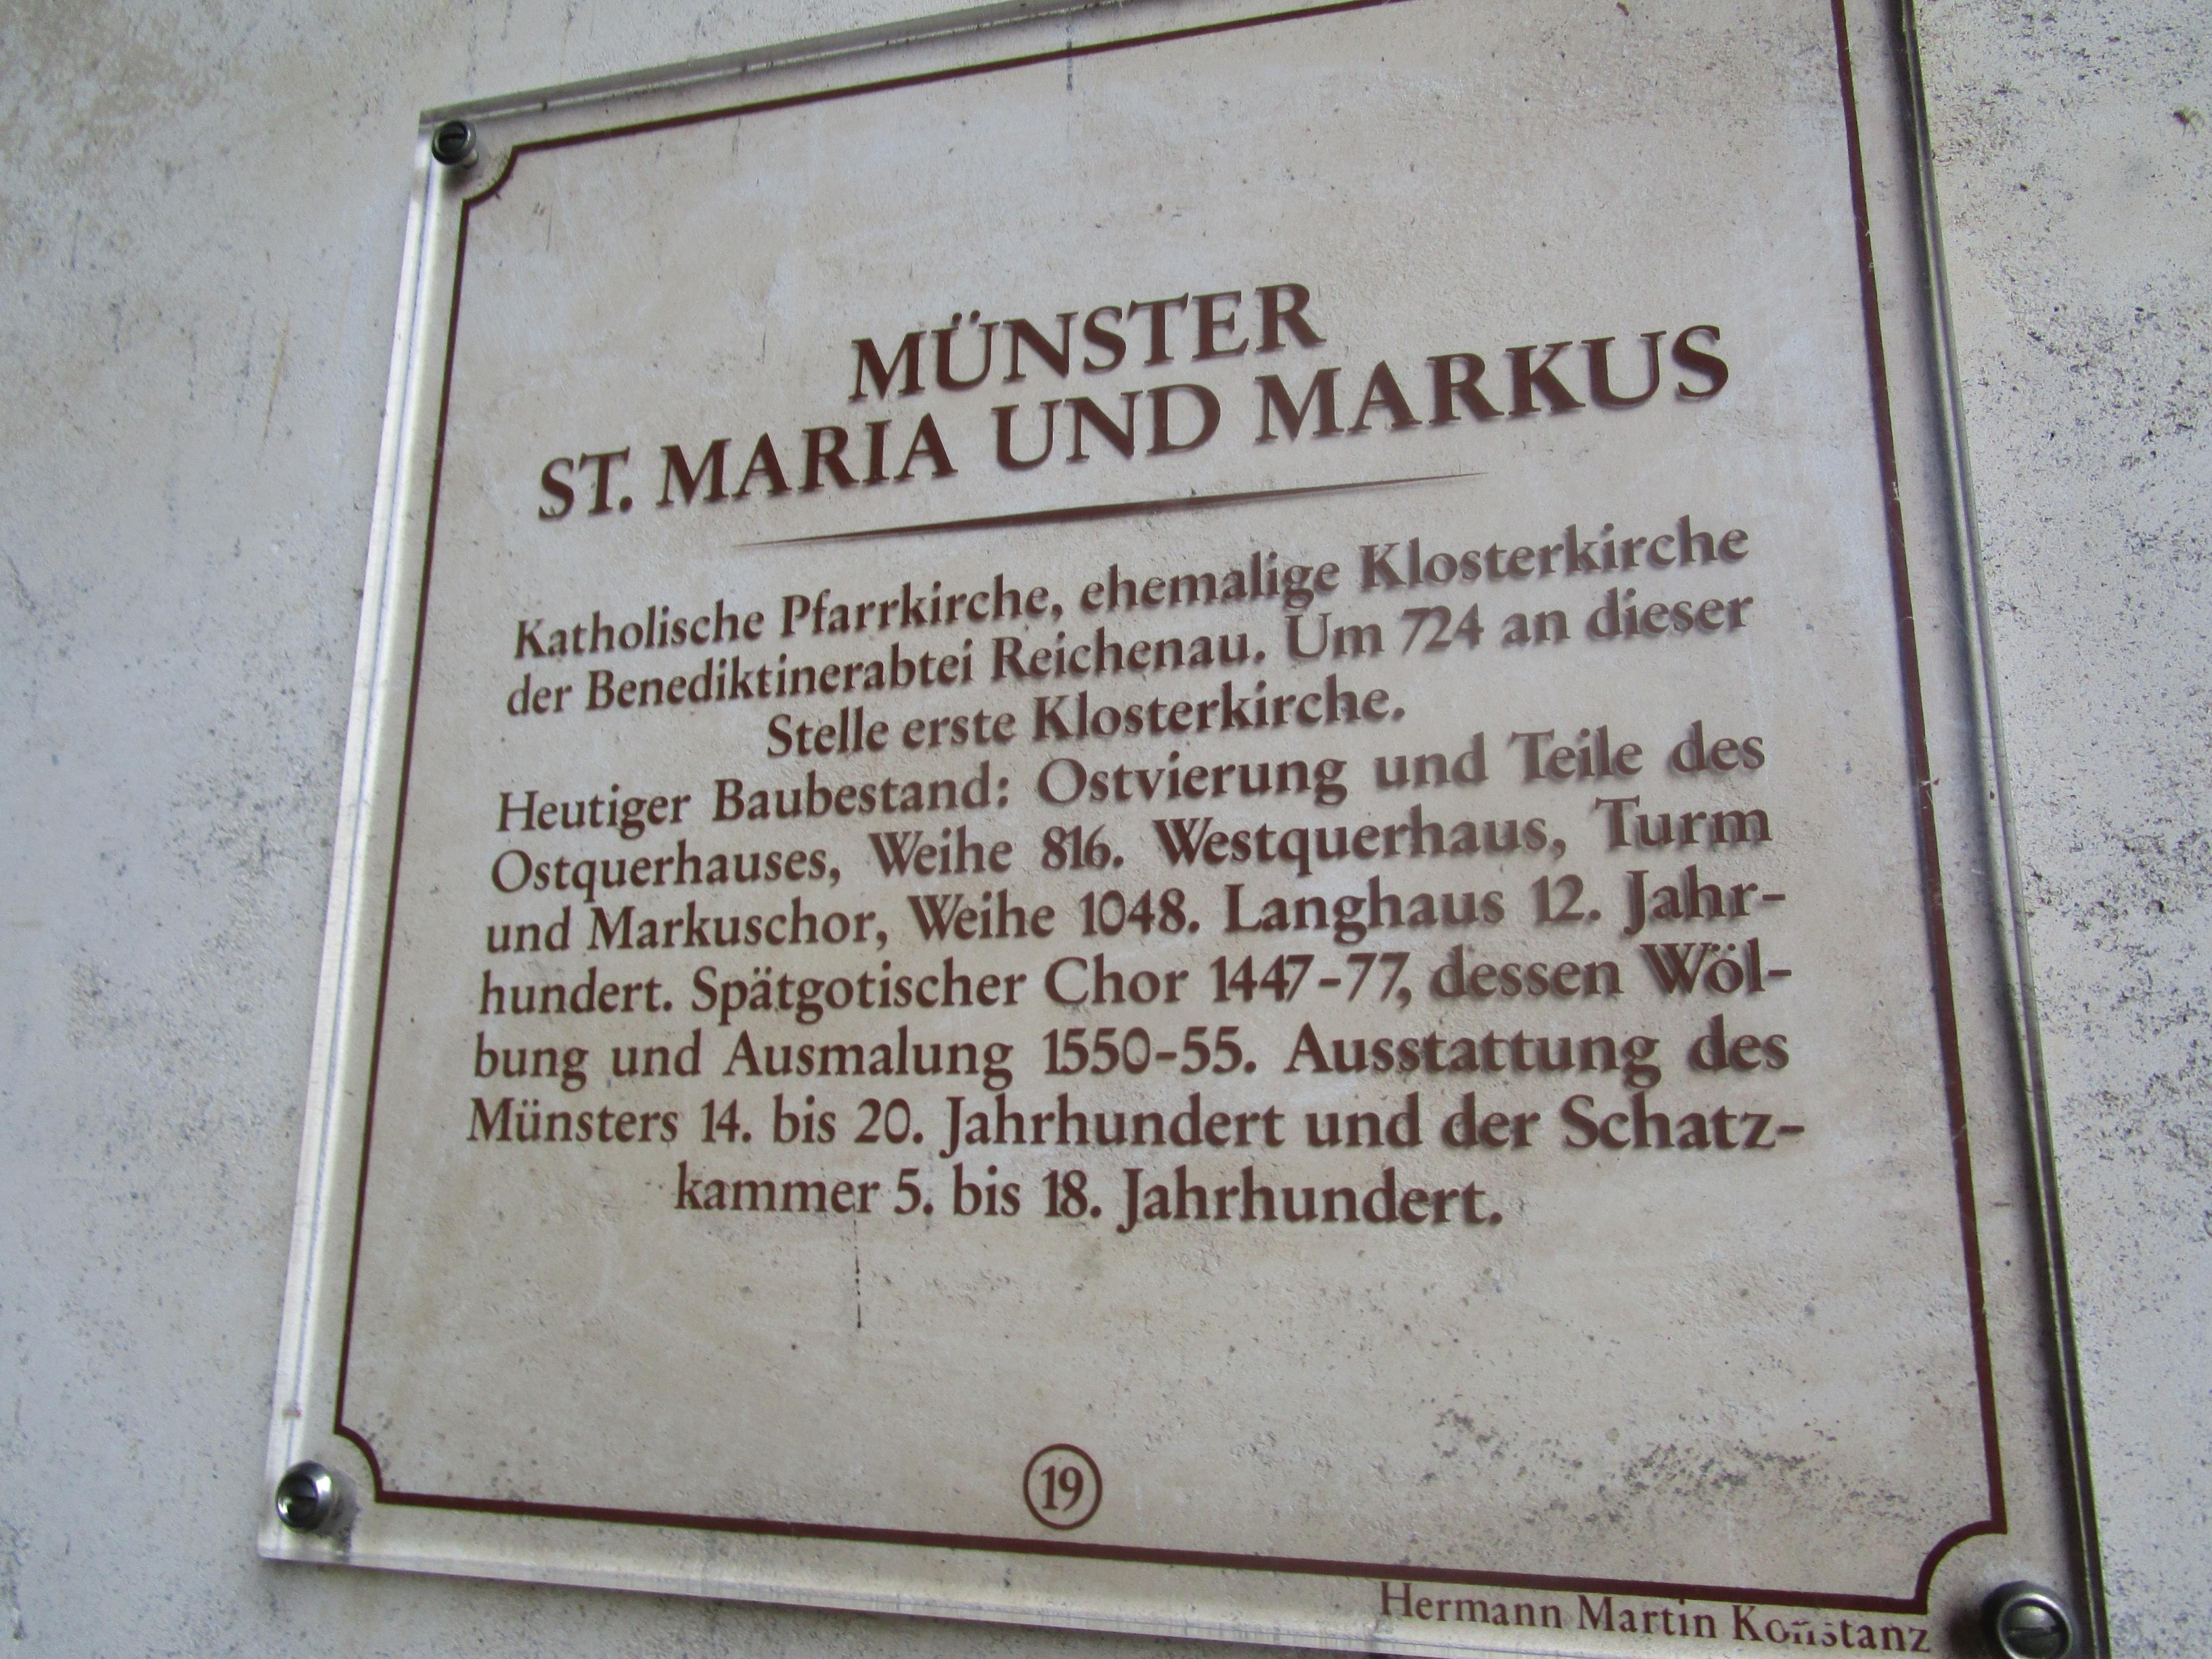 MÜNSTER
ST. MARIA UND MARKUS
Katholische Pfarrkirche, ehemalige Klosterkirche
der Benediktinerabtei Reichenau. Um 724 an dieser
Stelle erste Klosterkirche.
Heutiger Baubestand: Ostvierung und Teile des
Ostquerhauses, Weihe 816. Westquerhaus, Turm
und Markuschor, Weihe 1048. Langhaus 12. Jahr-
hundert. Spätgotischer Chor 1447-77, dessen Wöl-
bung und Ausmalung 1550-55. Ausstattung des
Münsters 14. bis 20. Jahrhundert und der Schatz-
kammer 5. bis 18. Jahrhundert.
19
Hermann Martin Konstanz